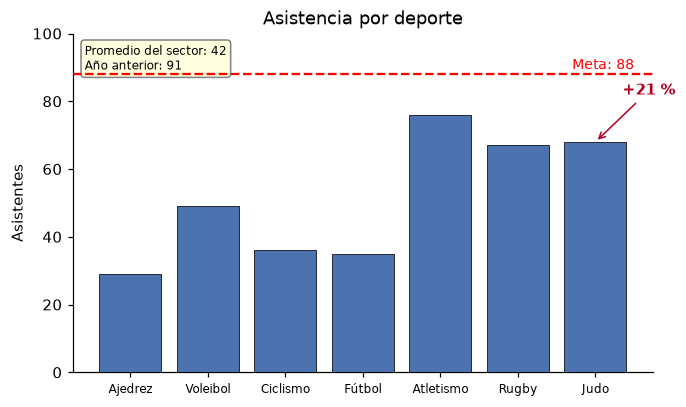 Asistencia por deporte
100
80
60
40
20
0
Asistentes
Promedio del sector: 42
Año anterior: 91
Meta: 88
+21 %
Ajedrez
Voleibol
Ciclismo
Fútbol
Atletismo
Rugby
Judo